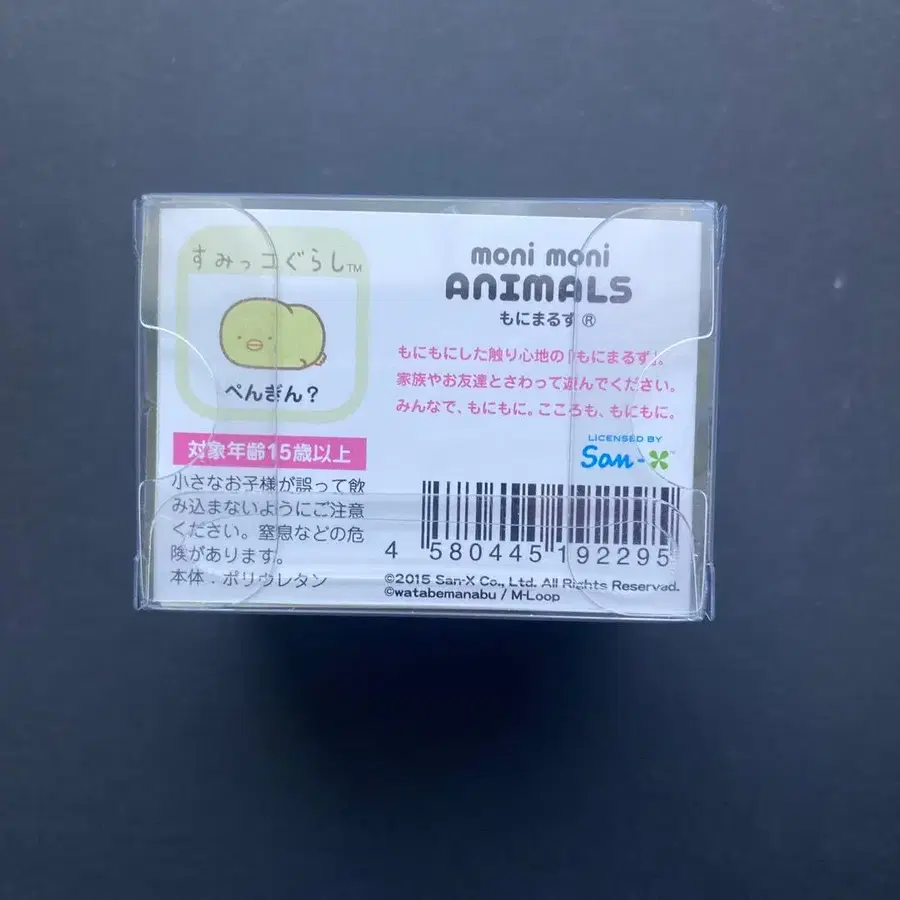 すみっコぐらし™
ぺんぎん？
対象年齢15歳以上
小さなお子様が誤って飲
み込まないようにご注意
ください。窒息などの危
険があります。
本体：ポリウレタン
moni moni
ANIMALS
もにまるず®
もにもにした触り心地の「もにまるず」。
家族やお友達とさわって遊んでください。
みんなで、もにもに。こころも、もにもに。
LICENSED BY
San-X™
4 580445 192295
©2015 San-X Co., Ltd. All Rights Reserved.
©watabemanabu / M-Loop